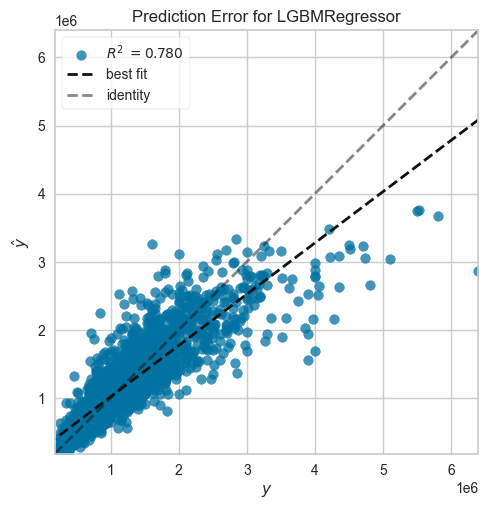 Prediction Error for LGBMRegressor
1e6
R² = 0.780
best fit
identity
6
5
4
3
2
1
ŷ
1 2 3 4 5 6
1e6
y